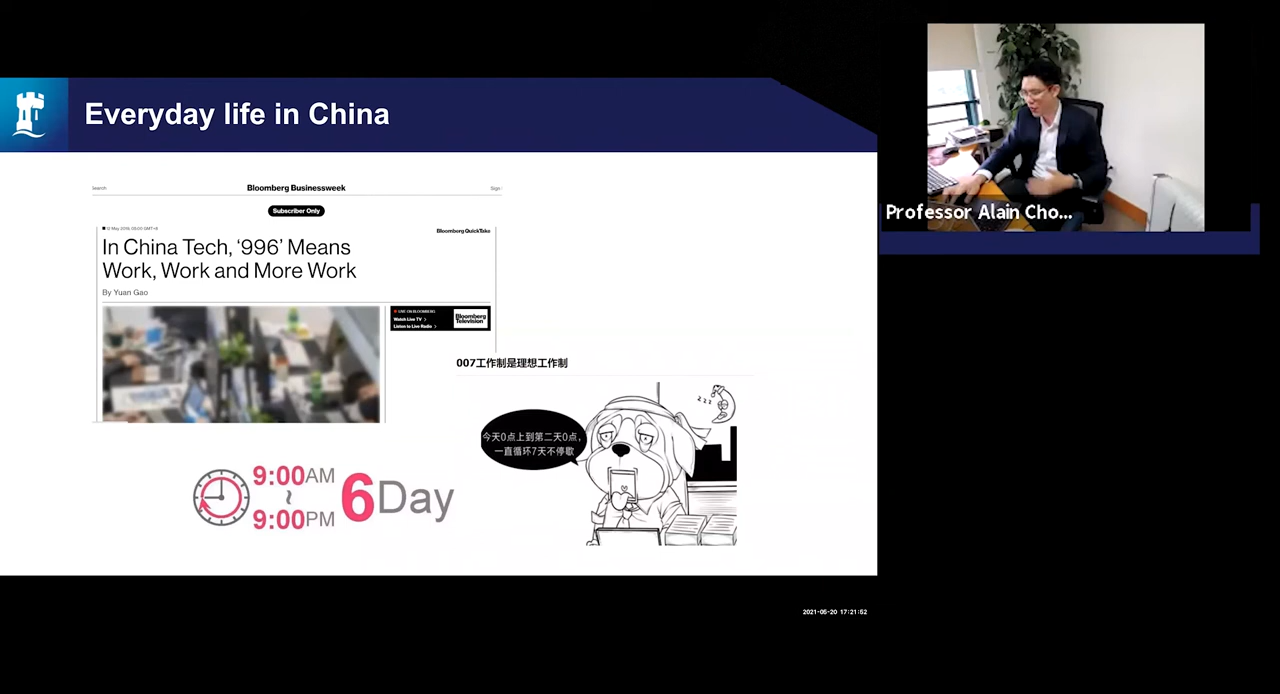 Everyday life in China
Search
Bloomberg Businessweek
Sign
Subscriber Only
12 May 2019, 05:00 GMT+8
Bloomberg QuickTake
In China Tech, ‘996’ Means
Work, Work and More Work
By Yuan Gao
LIVE ON BLOOMBERG
Watch Live TV >
Listen to Live Radio >
Bloomberg
Television
007工作制是理想工作制
今天0点上到第二天0点,
一直循环7天不停歇
zzz
9:00AM
~
9:00PM
6Day
Professor Alain Cho...
2021-05-20 17:21:52